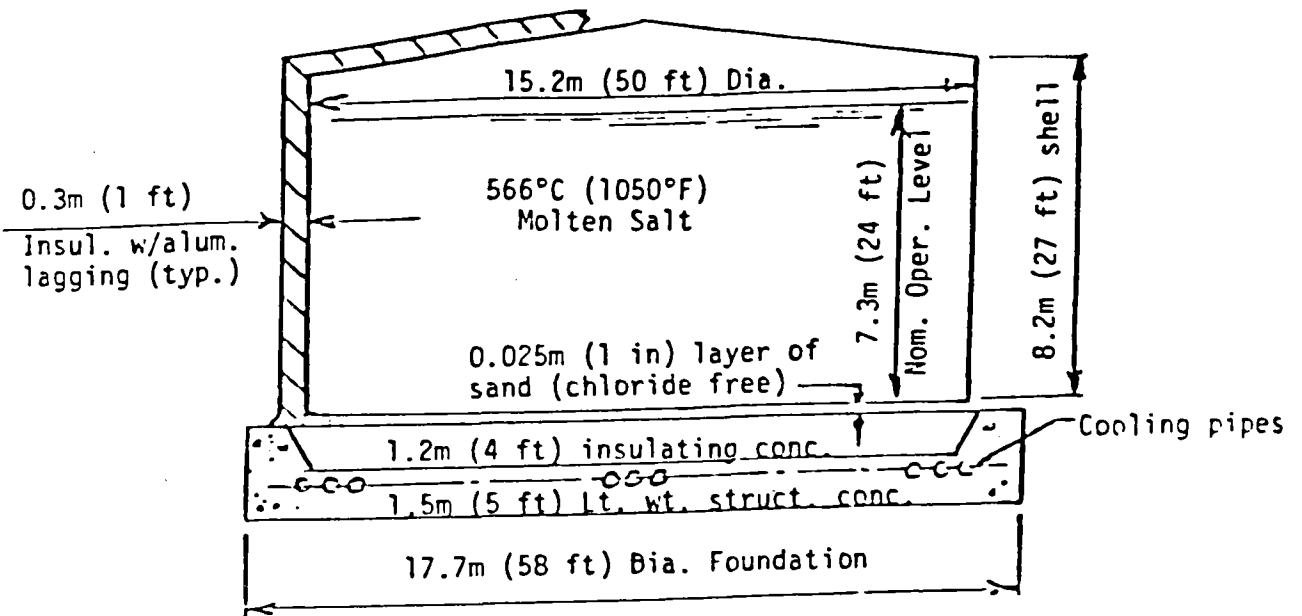 15.2m (50 ft) Dia.
0.3m (1 ft)
Insul. w/alum.
lagging (typ.)
566°C (1050°F)
Molten Salt
7.3m (24 ft)
Nom. Oper. Level
8.2m (27 ft) shell
0.025m (1 in) layer of
sand (chloride free)
Cooling pipes
1.2m (4 ft) insulating conc.
1.5m (5 ft) Lt. wt. struct. conc.
17.7m (58 ft) Dia. Foundation